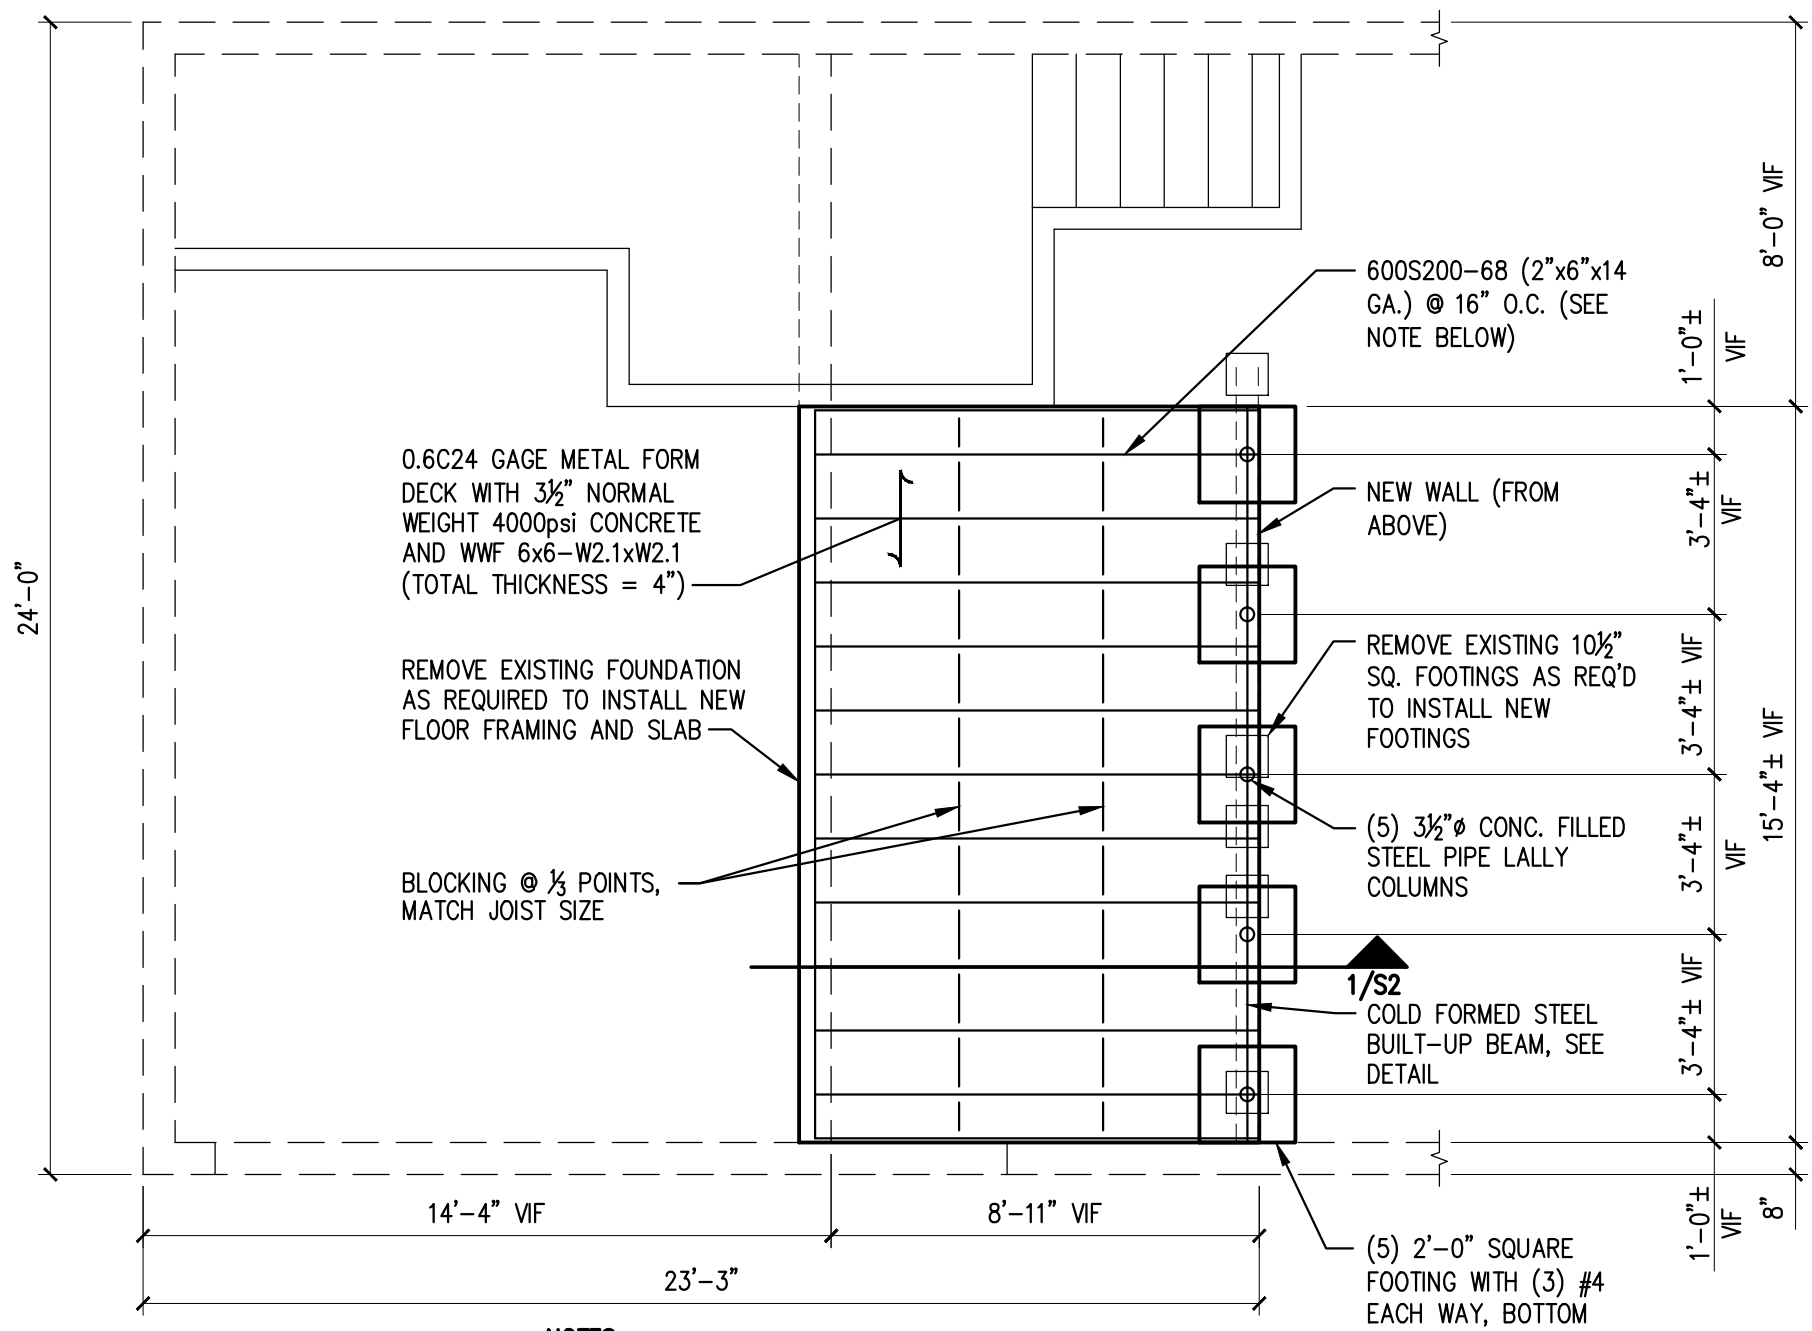 600S200-68 (2"x6"x14
GA.) @ 16" O.C. (SEE
NOTE BELOW)
0.6C24 GAGE METAL FORM
DECK WITH 3½" NORMAL
WEIGHT 4000psi CONCRETE
AND WWF 6x6-W2.1xW2.1
(TOTAL THICKNESS = 4")
NEW WALL (FROM
ABOVE)
REMOVE EXISTING FOUNDATION
AS REQUIRED TO INSTALL NEW
FLOOR FRAMING AND SLAB
REMOVE EXISTING 10½"
SQ. FOOTINGS AS REQ'D
TO INSTALL NEW
FOOTINGS
(5) 3½"ø CONC. FILLED
STEEL PIPE LALLY
COLUMNS
BLOCKING @ ⅓ POINTS,
MATCH JOIST SIZE
1/S2
COLD FORMED STEEL
BUILT-UP BEAM, SEE
DETAIL
(5) 2'-0" SQUARE
FOOTING WITH (3) #4
EACH WAY, BOTTOM
24'-0"
14'-4" VIF
8'-11" VIF
23'-3"
8'-0" VIF
1'-0"±
VIF
3'-4"±
VIF
3'-4"± VIF
3'-4"±
VIF
3'-4"± VIF
15'-4"± VIF
1'-0"±
VIF
8"